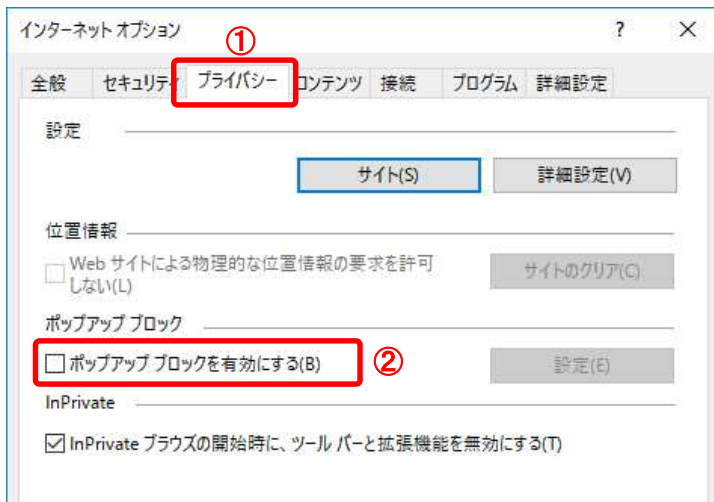 インターネット オプション ? ×
①
全般 セキュリティ プライバシー コンテンツ 接続 プログラム 詳細設定
設定
サイト(S) 詳細設定(V)
位置情報
Web サイトによる物理的な位置情報の要求を許可
しない(L)
サイトのクリア(C)
ポップアップ ブロック
ポップアップ ブロックを有効にする(B) ②
設定(E)
InPrivate
InPrivate ブラウズの開始時に、ツール バーと拡張機能を無効にする(T)